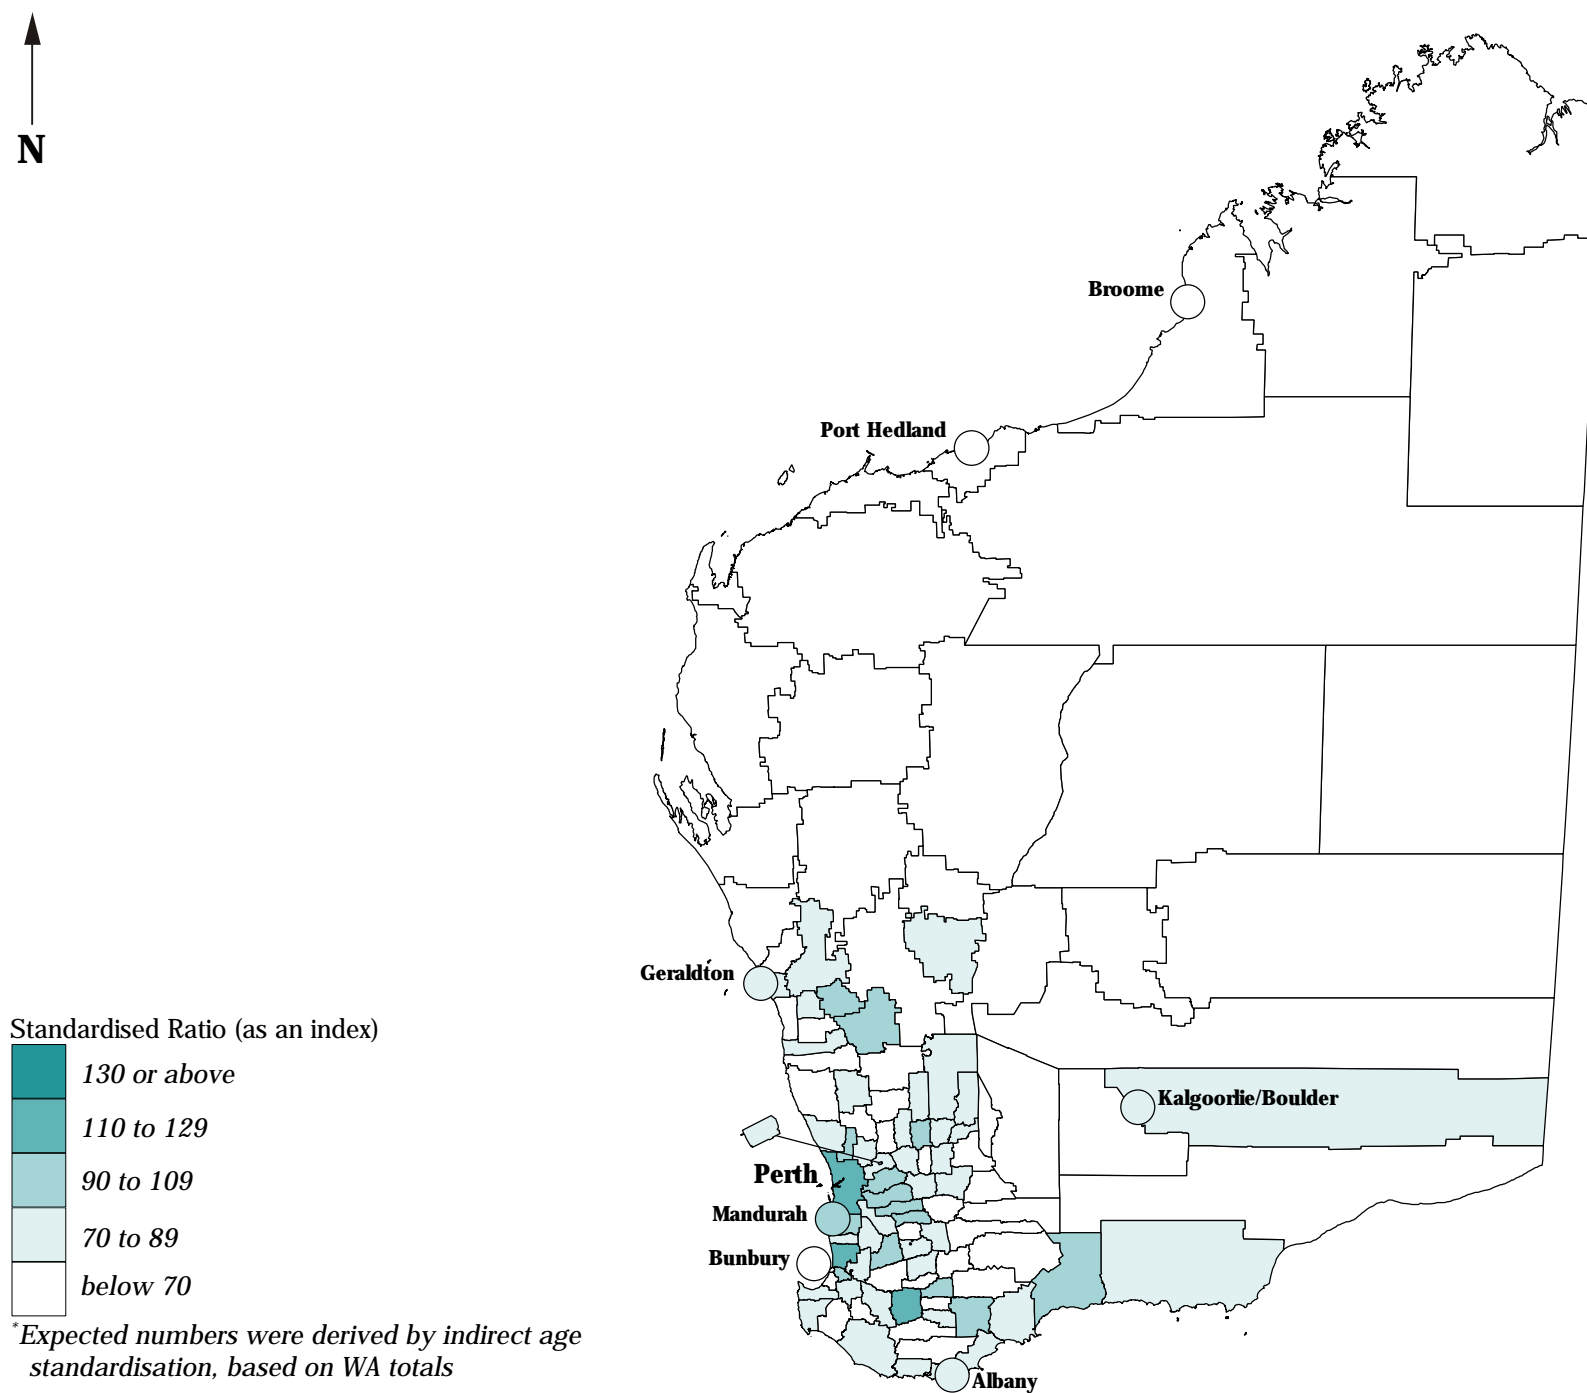 N
Broome
Port Hedland
Geraldton
Standardised Ratio (as an index)
130 or above
110 to 129
90 to 109
70 to 89
below 70
Kalgoorlie/Boulder
Perth
Mandurah
Bunbury
Albany
*Expected numbers were derived by indirect age
standardisation, based on WA totals